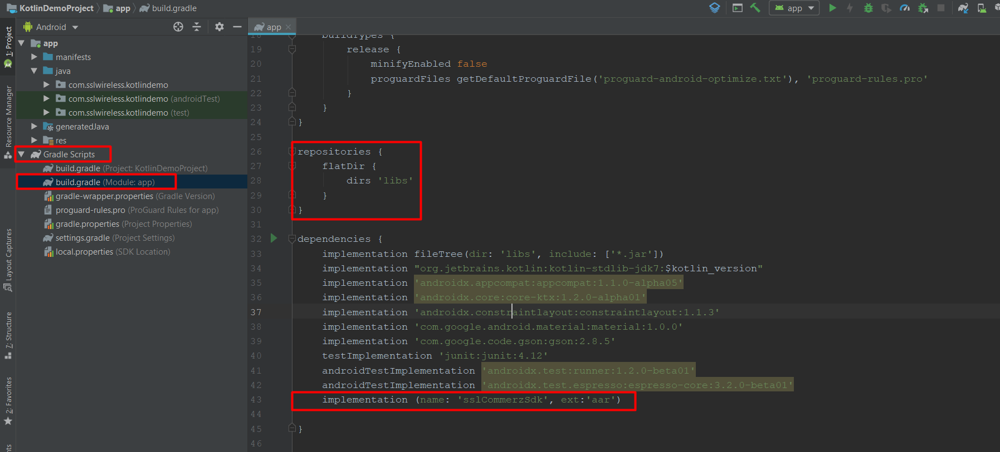 KotlinDemoProject app build.gradle
app
Android
app
1: Project
app
manifests
java
com.sslwireless.kotlindemo
com.sslwireless.kotlindemo (androidTest)
com.sslwireless.kotlindemo (test)
generatedJava
res
Gradle Scripts
build.gradle (Project: KotlinDemoProject)
build.gradle (Module: app)
gradle-wrapper.properties (Gradle Version)
proguard-rules.pro (ProGuard Rules for app)
gradle.properties (Project Properties)
settings.gradle (Project Settings)
local.properties (SDK Location)
Resource Manager
Layout Captures
7: Structure
2: Favorites
18 buildTypes {
19 release {
20 minifyEnabled false
21 proguardFiles getDefaultProguardFile('proguard-android-optimize.txt'), 'proguard-rules.pro'
22 }
23 }
24 }
25
26 repositories {
27 flatDir {
28 dirs 'libs'
29 }
30 }
31
32 dependencies {
33 implementation fileTree(dir: 'libs', include: ['*.jar'])
34 implementation "org.jetbrains.kotlin:kotlin-stdlib-jdk7:$kotlin_version"
35 implementation 'androidx.appcompat:appcompat:1.1.0-alpha05'
36 implementation 'androidx.core:core-ktx:1.2.0-alpha01'
37 implementation 'androidx.constraintlayout:constraintlayout:1.1.3'
38 implementation 'com.google.android.material:material:1.0.0'
39 implementation 'com.google.code.gson:gson:2.8.5'
40 testImplementation 'junit:junit:4.12'
41 androidTestImplementation 'androidx.test:runner:1.2.0-beta01'
42 androidTestImplementation 'androidx.test.espresso:espresso-core:3.2.0-beta01'
43 implementation (name: 'sslCommerzSdk', ext:'aar')
44
45 }
46